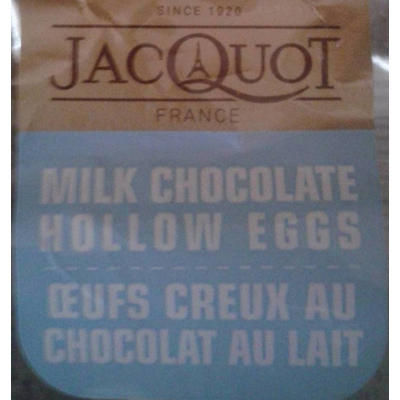 SINCE 1920
JACQUOT
FRANCE
MILK CHOCOLATE
HOLLOW EGGS
ŒUFS CREUX AU
CHOCOLAT AU LAIT